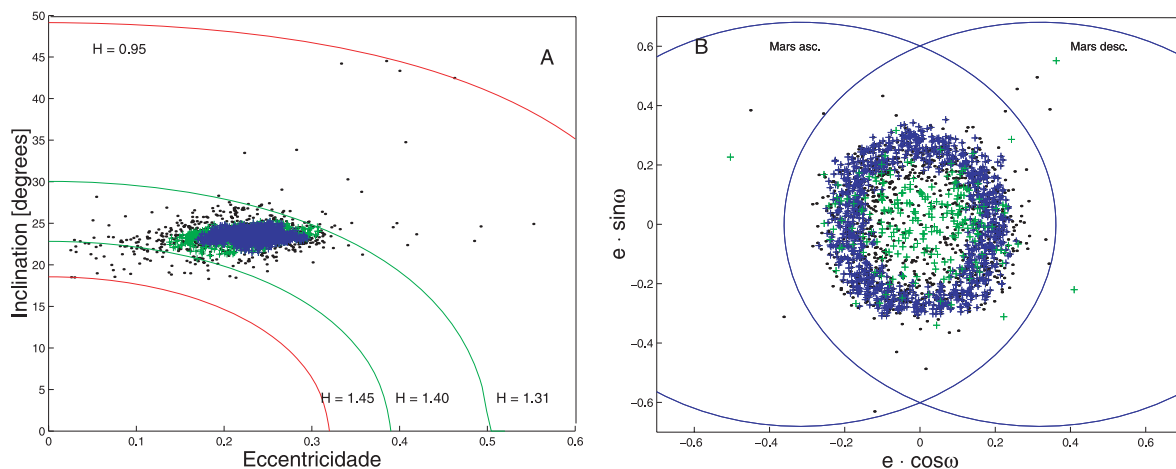 A
H = 0.95
50
45
40
35
30
25
20
15
10
5
0
Inclination [degrees]
H = 1.45
H = 1.40
H = 1.31
0
0.1
0.2
0.3
0.4
0.5
0.6
Eccentricidade
B
Mars asc.
Mars desc.
0.6
0.4
0.2
0
−0.2
−0.4
−0.6
e · sinω
−0.6
−0.4
−0.2
0
0.2
0.4
0.6
e · cosω